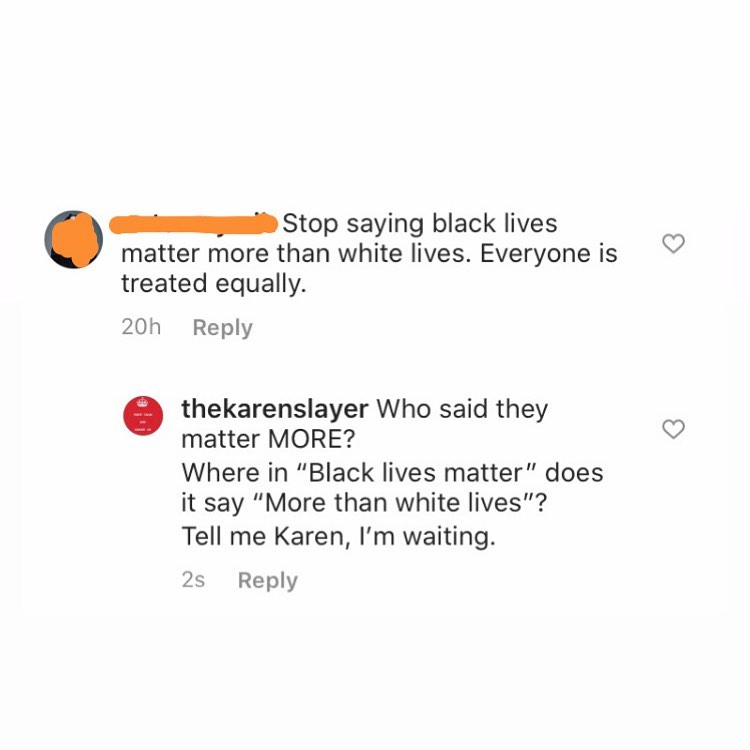 Stop saying black lives
matter more than white lives. Everyone is
treated equally.
20h Reply
thekarenslayer Who said they
matter MORE?
Where in “Black lives matter” does
it say “More than white lives”?
Tell me Karen, I’m waiting.
2s Reply